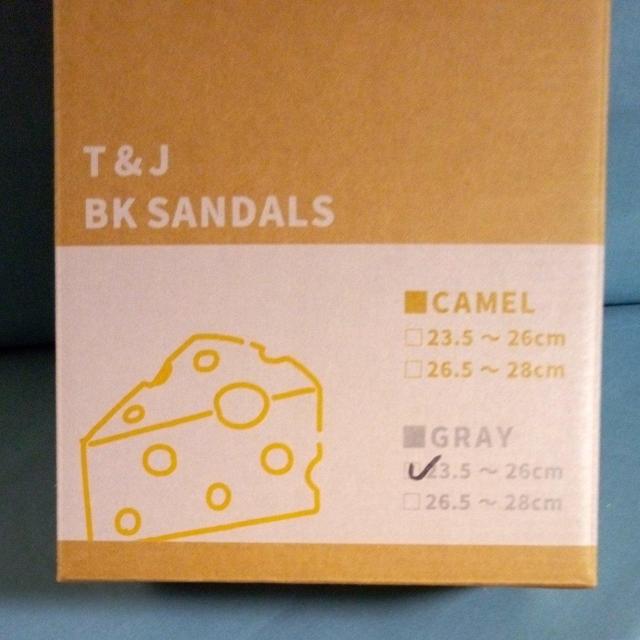 T & J
BK SANDALS
■CAMEL
□23.5 ～ 26cm
□26.5 ～ 28cm
■GRAY
☑23.5 ～ 26cm
□26.5 ～ 28cm